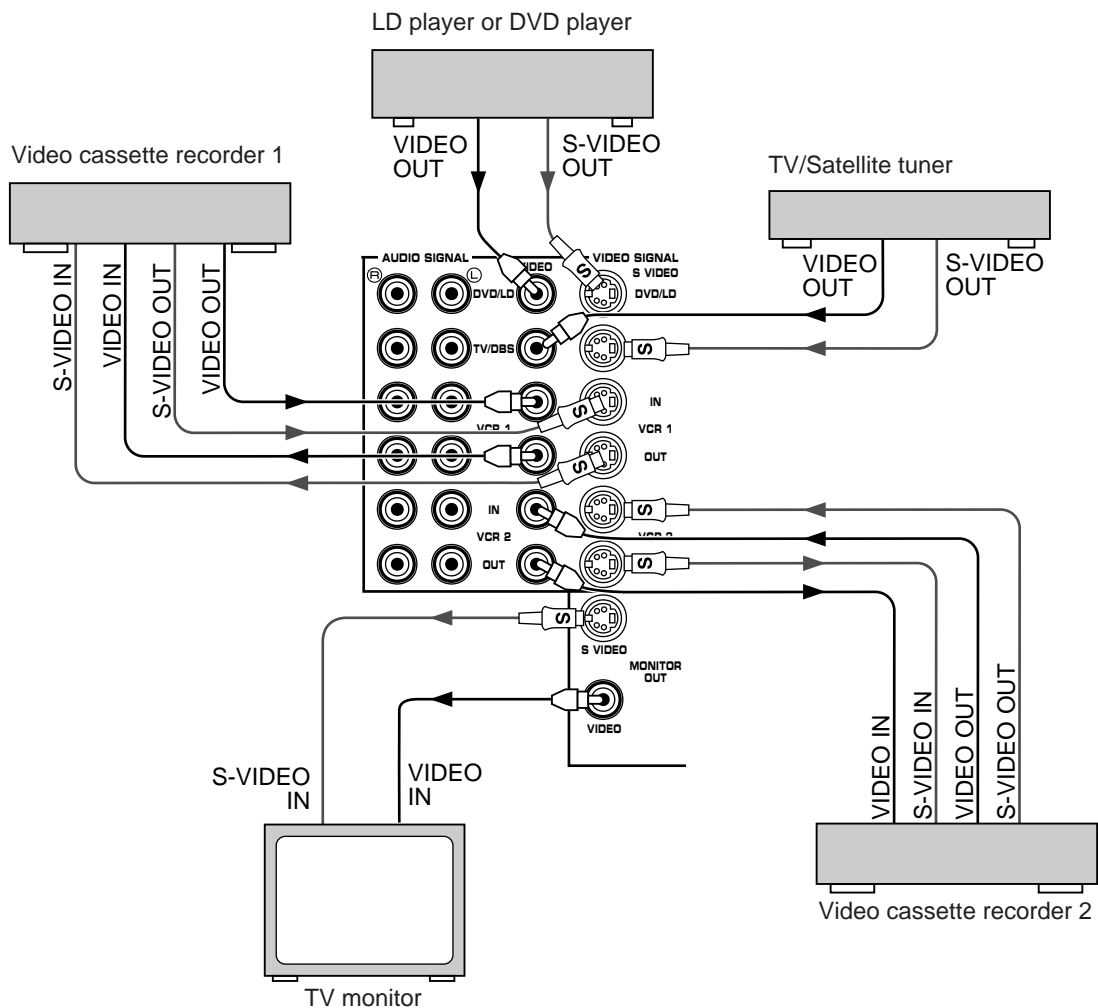 LD player or DVD player
VIDEO
OUT
S-VIDEO
OUT
Video cassette recorder 1
S-VIDEO IN
VIDEO IN
S-VIDEO OUT
VIDEO OUT
TV/Satellite tuner
VIDEO
OUT
S-VIDEO
OUT
AUDIO SIGNAL
VIDEO SIGNAL
R
L
S VIDEO
DVD/LD
DVD/LD
TV/DBS
IN
VCR 1
VCR 1
OUT
IN
VCR 2
OUT
S
S
S
S
S
S
S
S VIDEO
MONITOR
OUT
VIDEO
S-VIDEO
IN
VIDEO
IN
TV monitor
VIDEO IN
S-VIDEO IN
VIDEO OUT
S-VIDEO OUT
Video cassette recorder 2